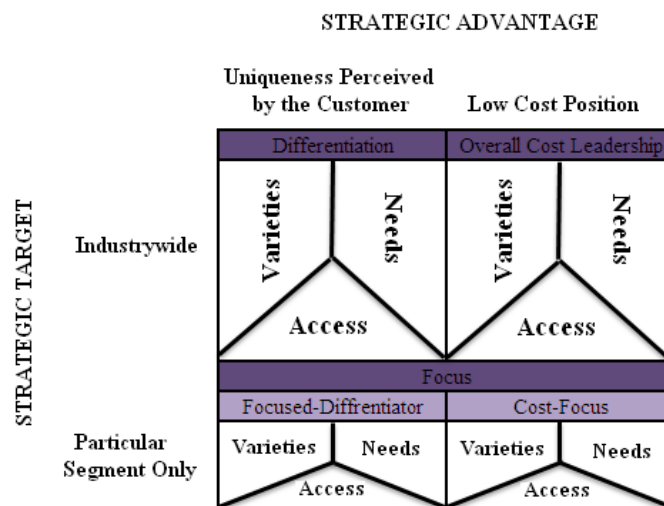 STRATEGIC ADVANTAGE
Uniqueness Perceived
by the Customer
Low Cost Position
Differentiation
Overall Cost Leadership
STRATEGIC TARGET
Industrywide
Varieties
Needs
Access
Varieties
Needs
Access
Focus
Focused-Diffrentiator
Cost-Focus
Particular
Segment Only
Varieties
Needs
Access
Varieties
Needs
Access